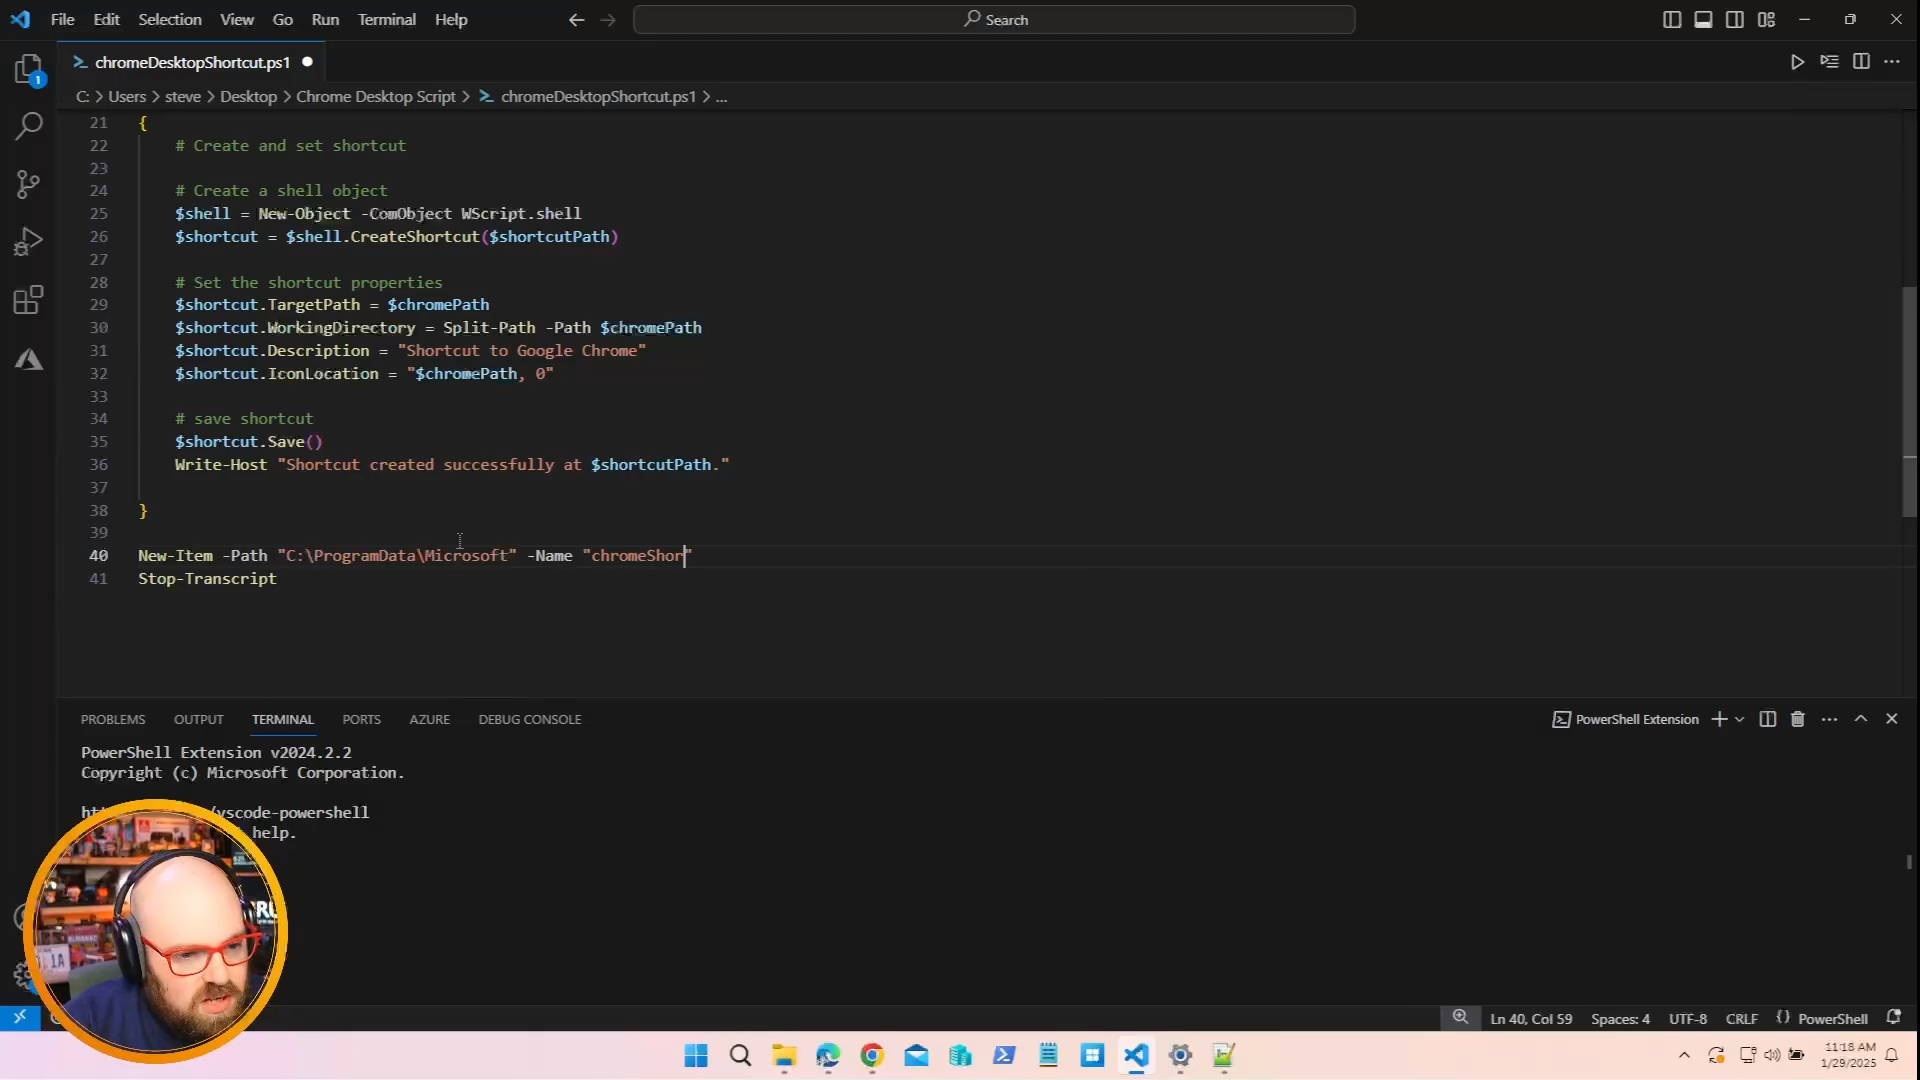 File Edit Selection View Go Run Terminal Help
Search
chromeDesktopShortcut.ps1
C: > Users > steve > Desktop > Chrome Desktop Script > chromeDesktopShortcut.ps1 > ...
21 {
22 # Create and set shortcut
23
24 # Create a shell object
25 $shell = New-Object -ComObject WScript.shell
26 $shortcut = $shell.CreateShortcut($shortcutPath)
27
28 # Set the shortcut properties
29 $shortcut.TargetPath = $chromePath
30 $shortcut.WorkingDirectory = Split-Path -Path $chromePath
31 $shortcut.Description = "Shortcut to Google Chrome"
32 $shortcut.IconLocation = "$chromePath, 0"
33
34 # save shortcut
35 $shortcut.Save()
36 Write-Host "Shortcut created successfully at $shortcutPath."
37
38 }
39
40 New-Item -Path "C:\ProgramData\Microsoft" -Name "chromeShor"
41 Stop-Transcript
PROBLEMS OUTPUT TERMINAL PORTS AZURE DEBUG CONSOLE
PowerShell Extension
PowerShell Extension v2024.2.2
Copyright (c) Microsoft Corporation.
/vscode-powershell
help.
Ln 40, Col 59 Spaces: 4 UTF-8 CRLF {} PowerShell
11:18 AM
1/29/2025